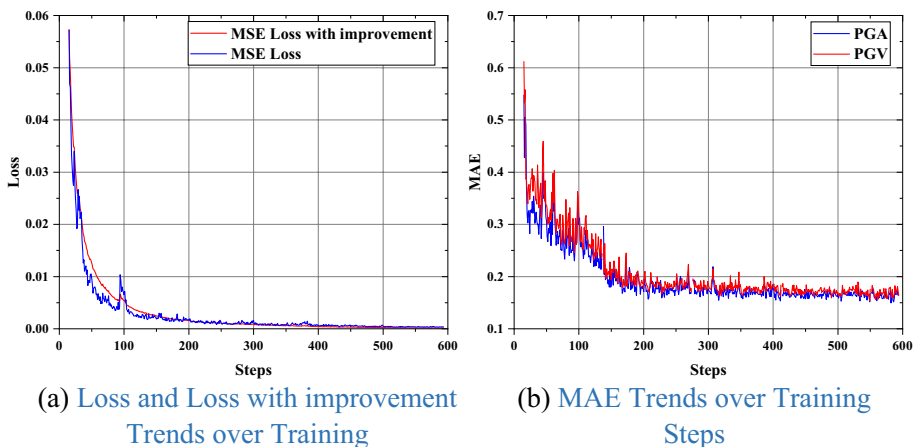 0.06
0.05
0.04
0.03
0.02
0.01
0.00
Loss
MSE Loss with improvement
MSE Loss
0 100 200 300 400 500 600
Steps
(a) Loss and Loss with improvement
Trends over Training
0.7
0.6
0.5
0.4
0.3
0.2
0.1
MAE
PGA
PGV
0 100 200 300 400 500 600
Steps
(b) MAE Trends over Training
Steps